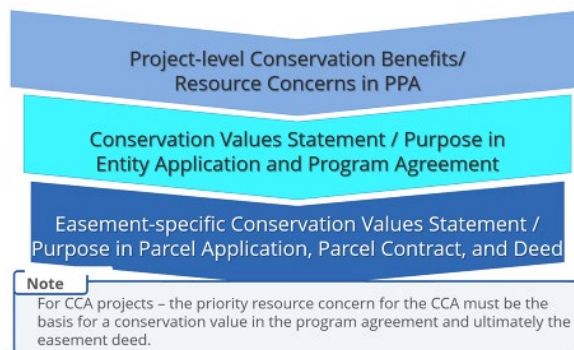 Project-level Conservation Benefits/
Resource Concerns in PPA
Conservation Values Statement / Purpose in
Entity Application and Program Agreement
Easement-specific Conservation Values Statement /
Purpose in Parcel Application, Parcel Contract, and Deed
Note
For CCA projects – the priority resource concern for the CCA must be the
basis for a conservation value in the program agreement and ultimately the
easement deed.